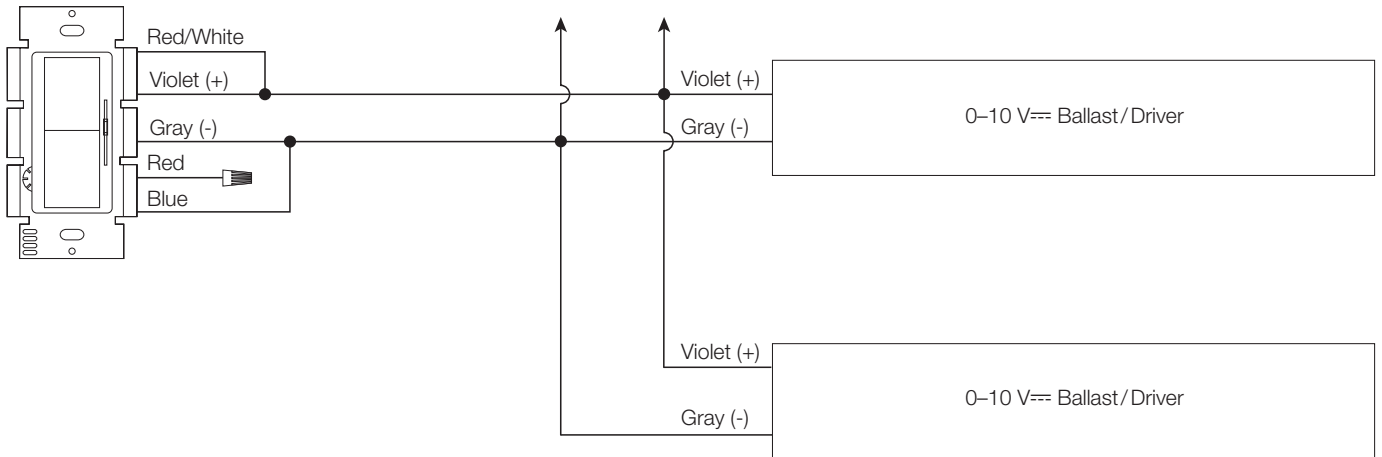 Red/White
Violet (+)
Gray (-)
Red
Blue
Violet (+)
Gray (-)
0–10 V⎓ Ballast/Driver
Violet (+)
Gray (-)
0–10 V⎓ Ballast/Driver